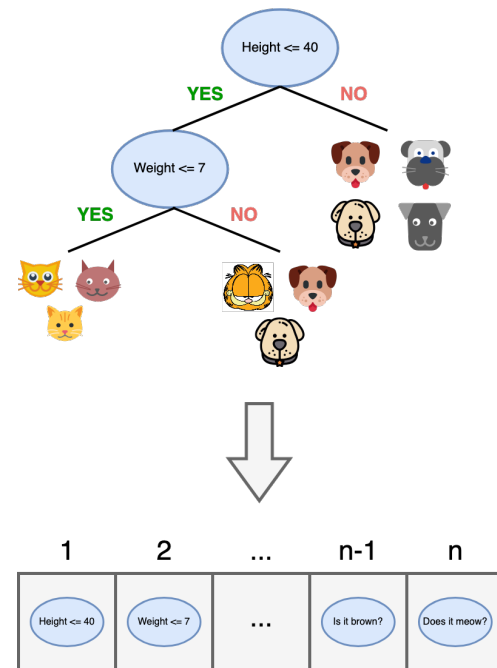 Height <= 40
YES NO
Weight <= 7
YES NO
1 2 ... n-1 n
Height <= 40 Weight <= 7 ... Is it brown? Does it meow?